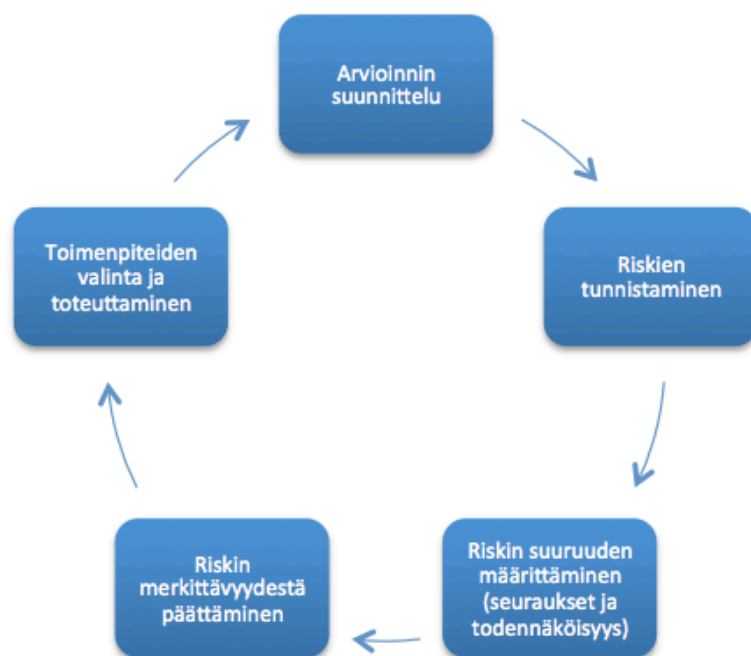 Arvioinnin
suunnittelu
Riskien
tunnistaminen
Riskin suuruuden
määrittäminen
(seuraukset ja
todennäköisyys)
Riskin
merkittävyydestä
päättäminen
Toimenpiteiden
valinta ja
toteuttaminen